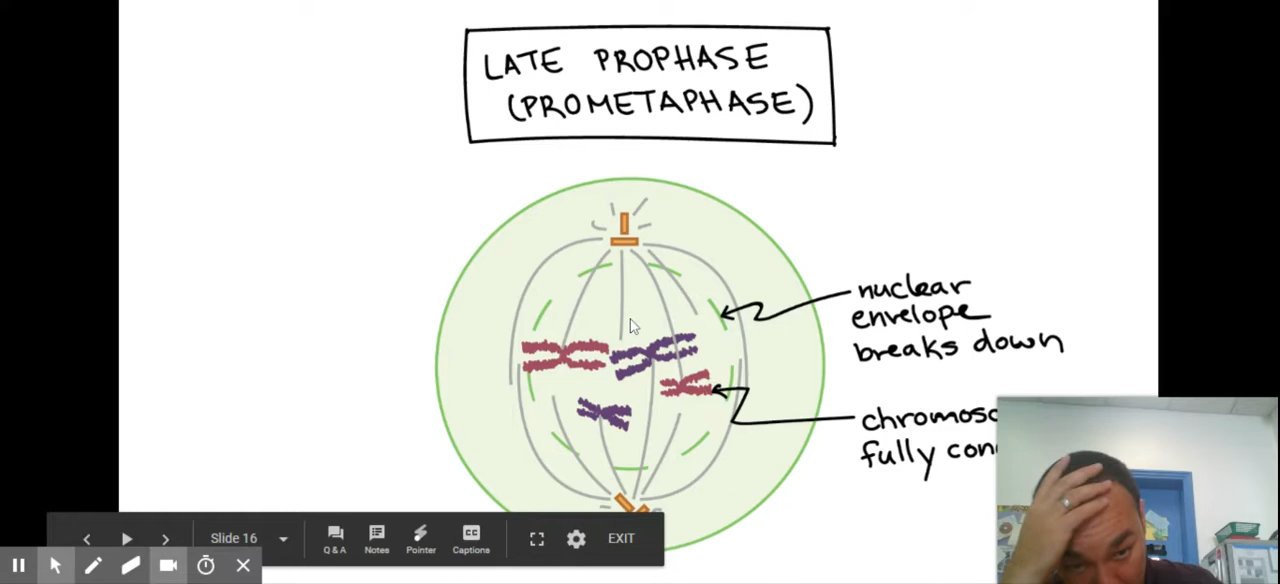 LATE PROPHASE
(PROMETAPHASE)
nuclear
envelope
breaks down
fully
Slide 16
Q & A
Notes
Pointer
Captions
EXIT